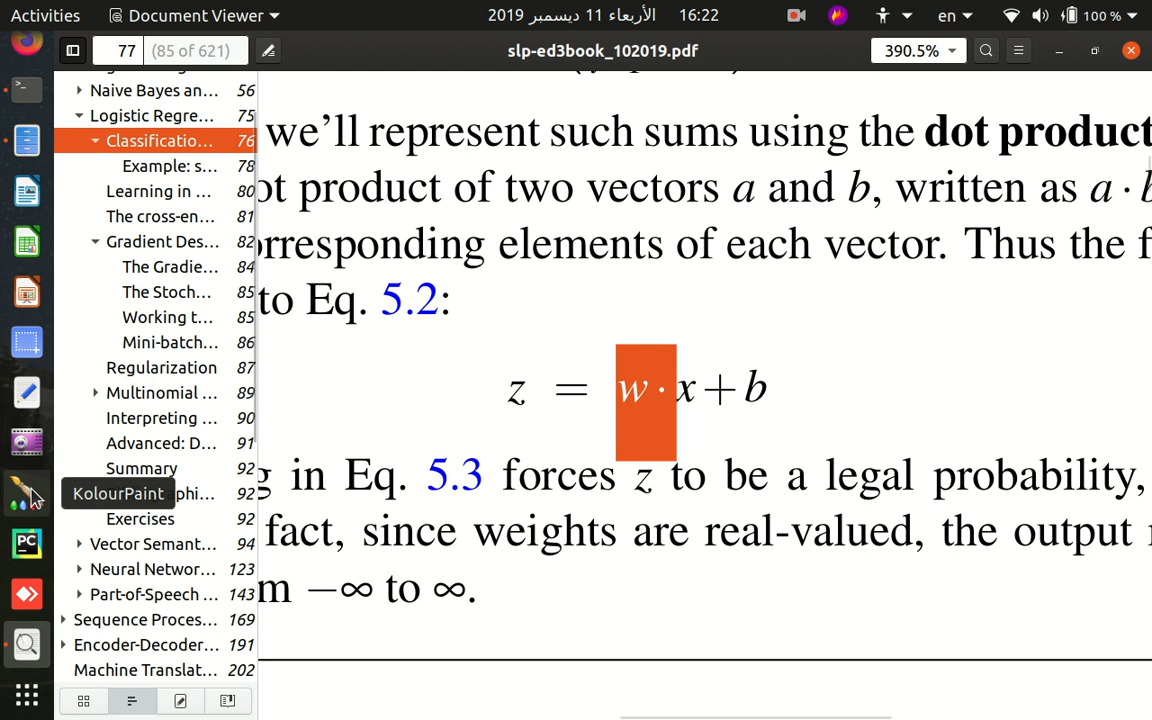 Activities Document Viewer الأربعاء 11 ديسمبر 2019 16:22 en 100 %
77 (85 of 621) slp-ed3book_102019.pdf 390.5%
Naive Bayes an... 56
Logistic Regre... 75
Classificatio... 76
Example: s... 78
Learning in ... 80
The cross-en... 81
Gradient Des... 82
The Gradie... 84
The Stoch... 85
Working t... 85
Mini-batch... 86
Regularization 87
Multinomial ... 89
Interpreting ... 90
Advanced: D... 91
Summary 92
KolourPaint phi... 92
Exercises 92
Vector Semant... 94
Neural Networ... 123
Part-of-Speech ... 143
Sequence Proces... 169
Encoder-Decoder... 191
Machine Translat... 202
we'll represent such sums using the dot product
ot product of two vectors a and b, written as a · b
orresponding elements of each vector. Thus the f
to Eq. 5.2:
z = w · x + b
g in Eq. 5.3 forces z to be a legal probability,
fact, since weights are real-valued, the output
m −∞ to ∞.